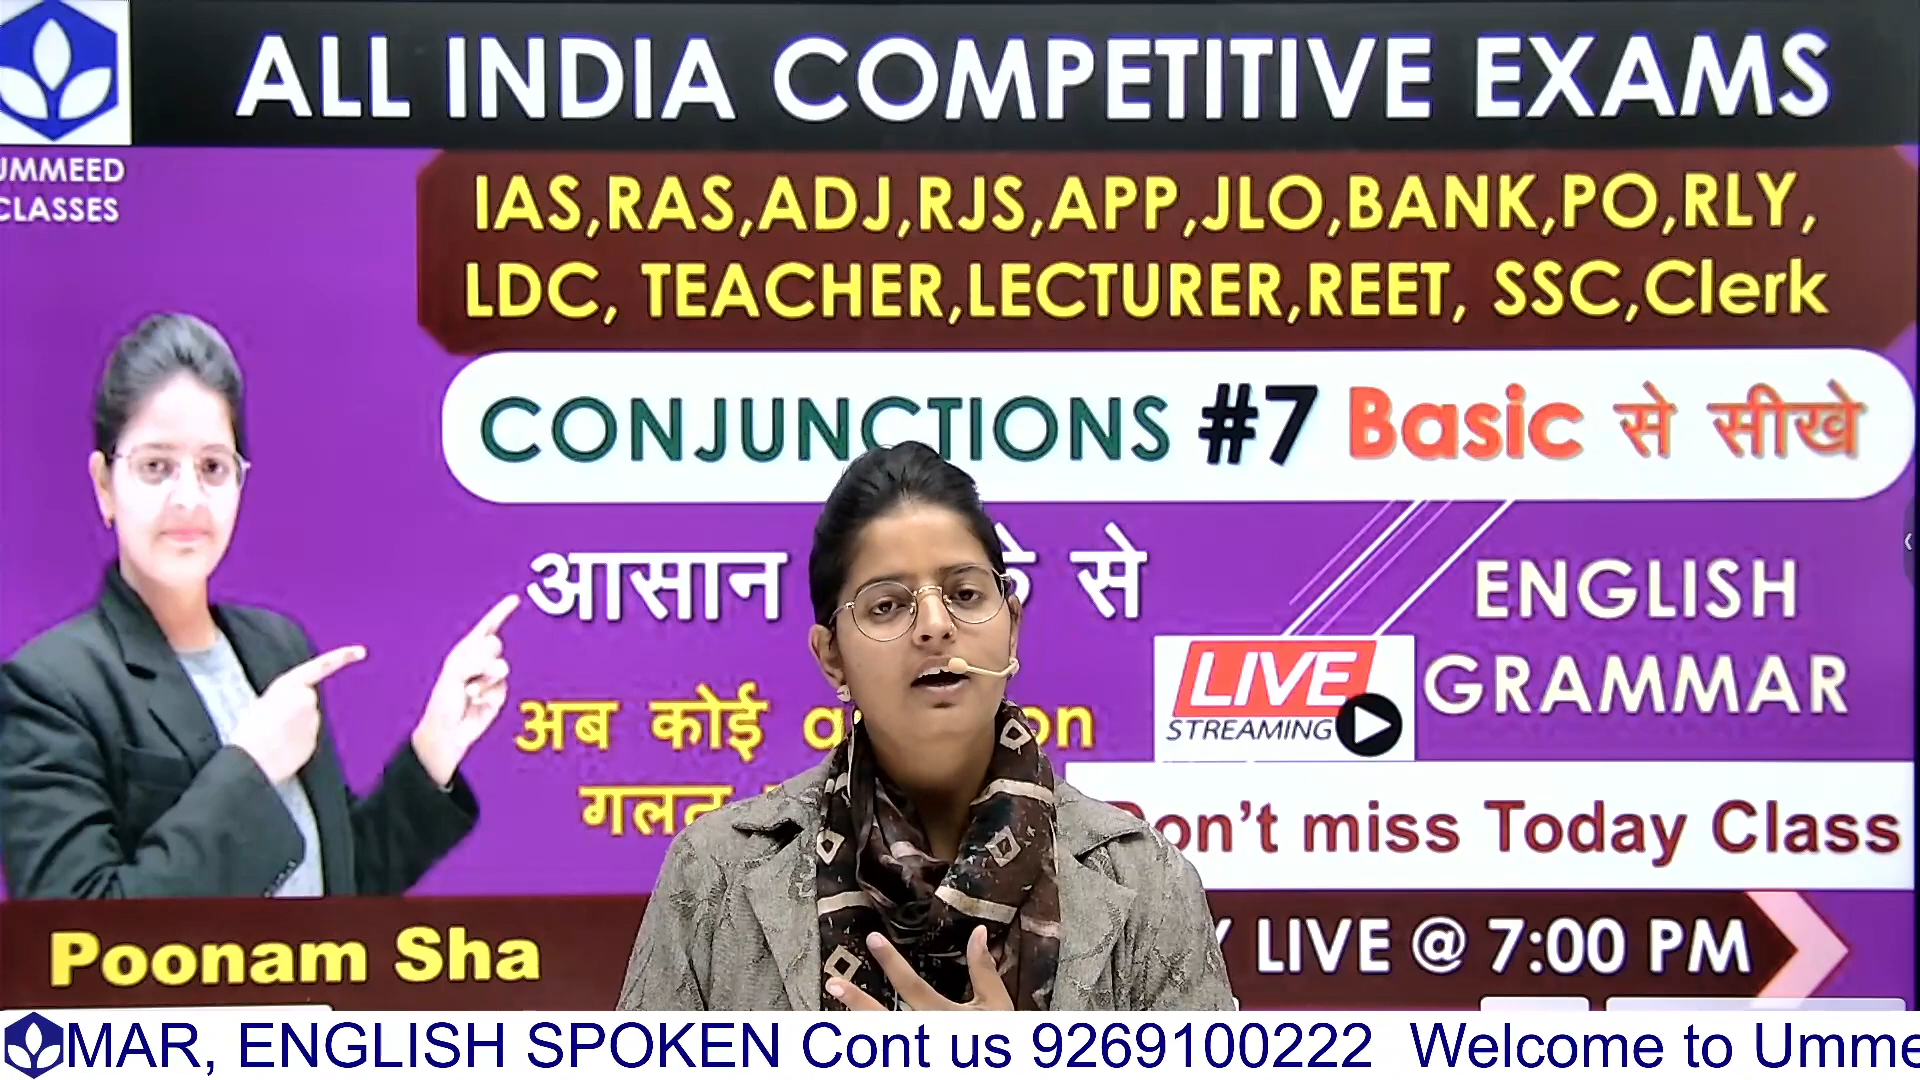 ALL INDIA COMPETITIVE EXAMS
UMMEED
CLASSES
IAS,RAS,ADJ,RJS,APP,JLO,BANK,PO,RLY,
LDC, TEACHER,LECTURER,REET, SSC,Clerk
CONJUNCTIONS #7 Basic से सीखे
आसान से
ENGLISH
GRAMMAR
LIVE
STREAMING
अब कोई
Don't miss Today Class
Poonam Sha
LIVE @ 7:00 PM
MAR, ENGLISH SPOKEN Cont us 9269100222 Welcome to Umme